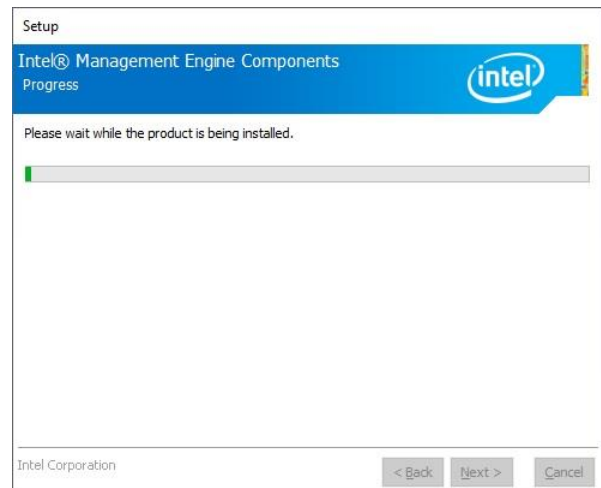 Setup
Intel® Management Engine Components
Progress
intel
Please wait while the product is being installed.
Intel Corporation
< Back Next > Cancel